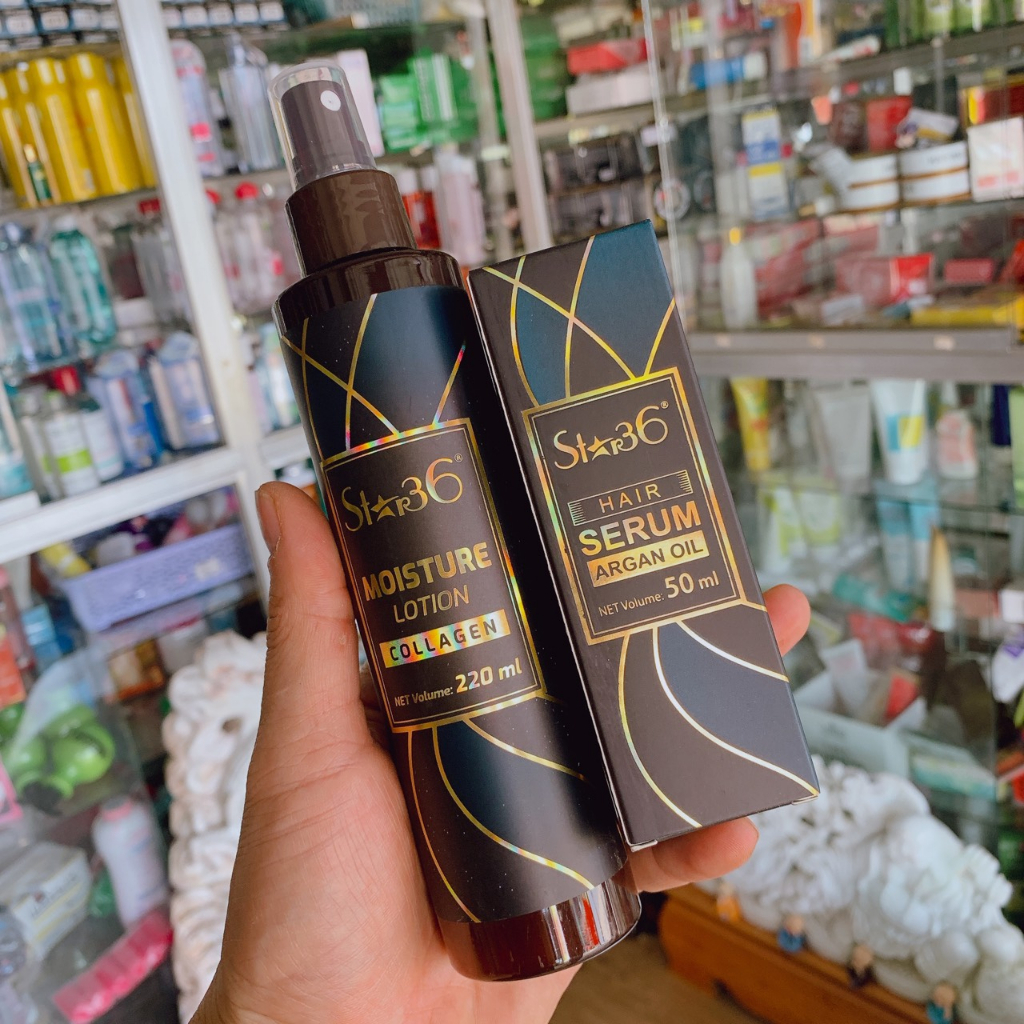 Star36®
MOISTURE
LOTION
COLLAGEN
NET Volume: 220 ml
Star36®
HAIR
SERUM
ARGAN OIL
NET Volume: 50 ml